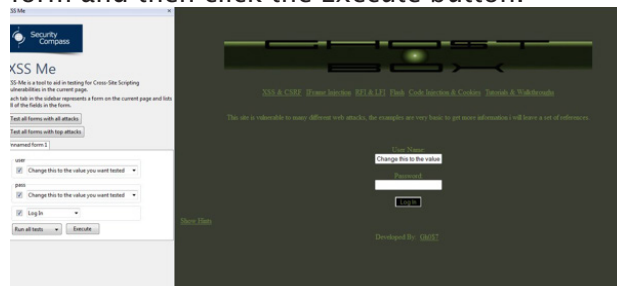 form and then click the Execute button.
XSS Me
Security
Compass
XSS Me
XSS-Me is a tool to aid in testing for Cross-Site Scripting
vulnerabilities in the current page.
Each tab in the sidebar represents a form on the current page and lists
all of the fields in the form.
Test all forms with all attacks
Test all forms with top attacks
Unnamed form 1
user
Change this to the value you want tested
pass
Change this to the value you want tested
Log In
Run all tests
Execute
GHOST
BOX
XSS & CSRF IFrame Injection RFI & LFI Flash Code Injection & Cookies Tutorials & Walkthroughs
This site is vulnerable to many different web attacks, the examples are very basic to get more information i will leave a set of references.
User Name:
Change this to the value
Password:
Log In
Show Hints
Developed By: